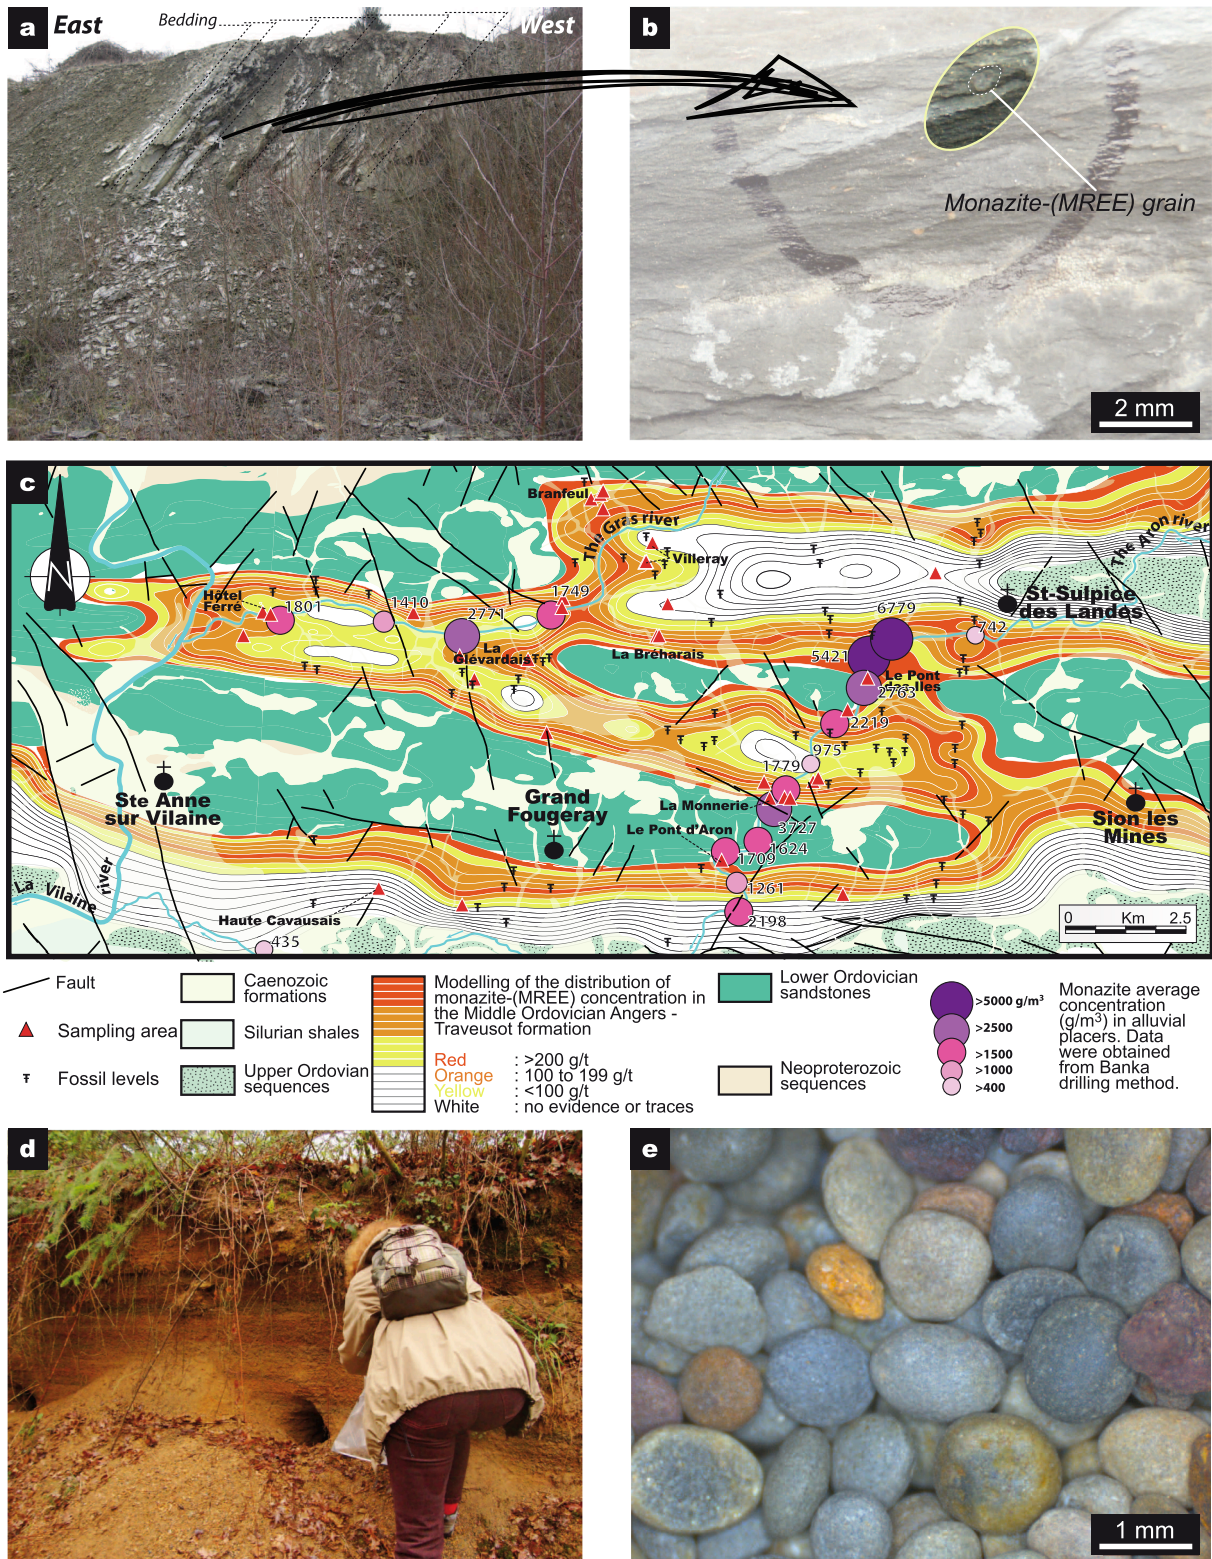 a
East
Bedding
West
b
Monazite-(MREE) grain
2 mm
c
N
Branfeul
The Gras river
Villeray
The Aron river
Hôtel
Ferré
1801
1410
2771
1749
St-Sulpice
des Landes
6779
742
La
Glévardais
La Bréharais
5421
Le Pont
2763
2219
975
1779
Ste Anne
sur Vilaine
Grand
Fougeray
La Monnerie
3727
Sion les
Mines
Le Pont d'Aron
1624
1709
1261
2198
La Vilaine river
Haute Cavausais
435
0 Km 2.5
Fault
Sampling area
Fossil levels
Caenozoic
formations
Silurian shales
Upper Ordovian
sequences
Modelling of the distribution of
monazite-(MREE) concentration in
the Middle Ordovician Angers -
Traveusot formation
Red : >200 g/t
Orange : 100 to 199 g/t
Yellow : <100 g/t
White : no evidence or traces
Lower Ordovician
sandstones
Neoproterozoic
sequences
>5000 g/m³
>2500
>1500
>1000
>400
Monazite average
concentration
(g/m³) in alluvial
placers. Data
were obtained
from Banka
drilling method.
d
e
1 mm